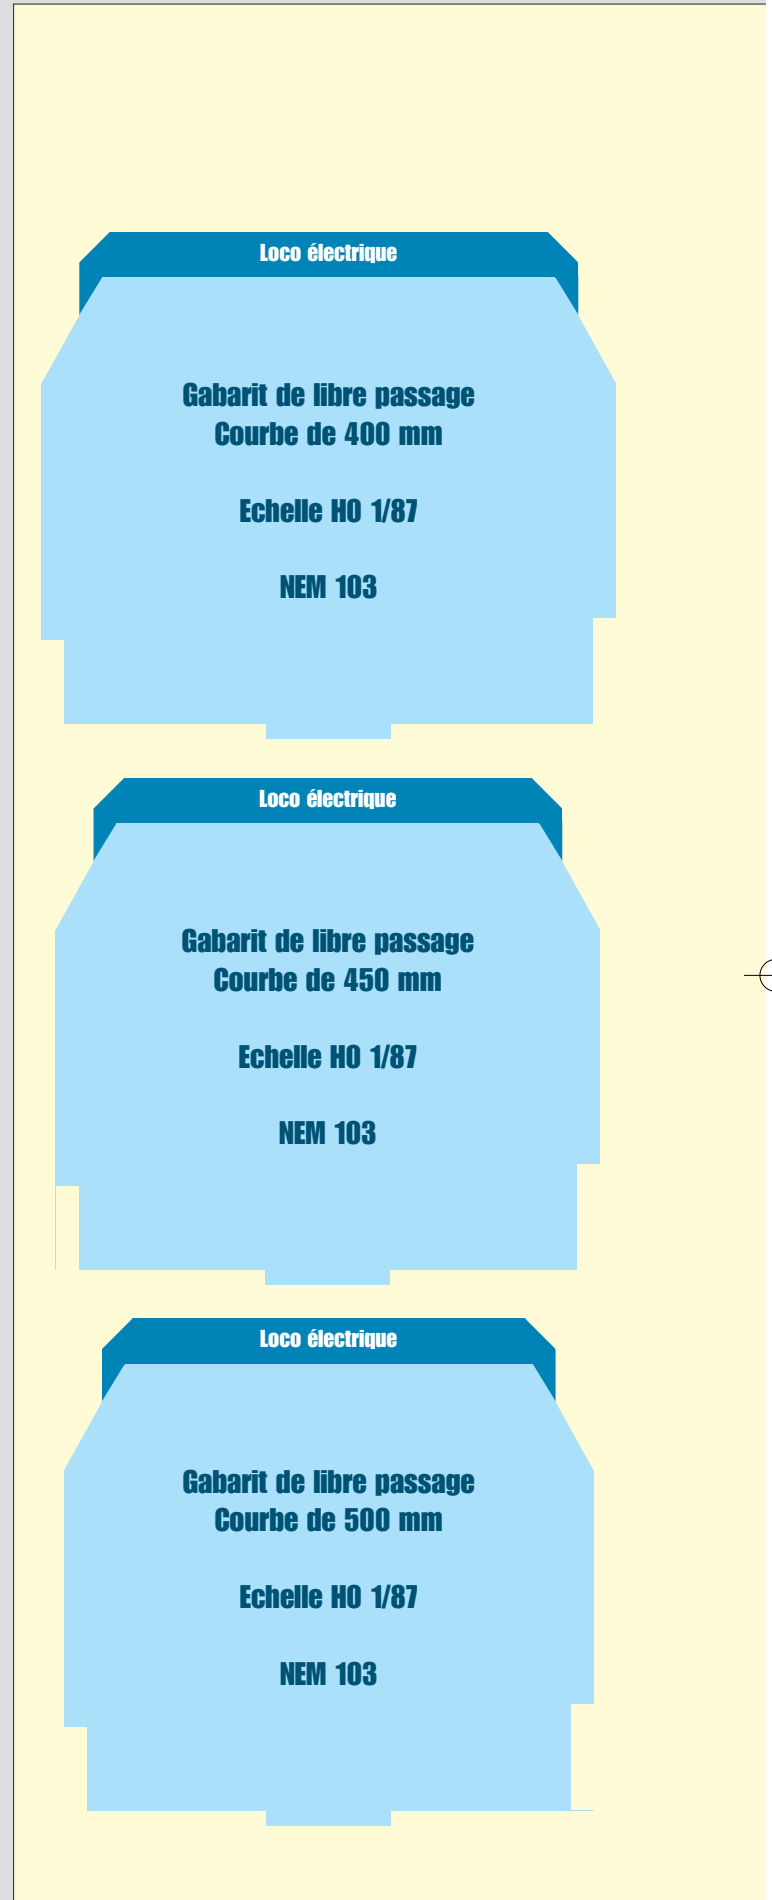 Loco électrique
Gabarit de libre passage
Courbe de 400 mm
Echelle HO 1/87
NEM 103
Loco électrique
Gabarit de libre passage
Courbe de 450 mm
Echelle HO 1/87
NEM 103
Loco électrique
Gabarit de libre passage
Courbe de 500 mm
Echelle HO 1/87
NEM 103